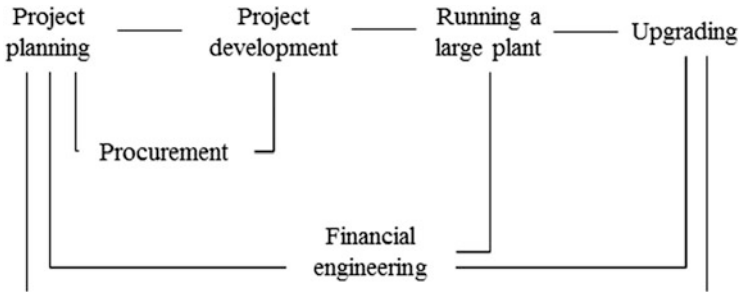 Project
planning
Project
development
Running a
large plant
Upgrading
Procurement
Financial
engineering